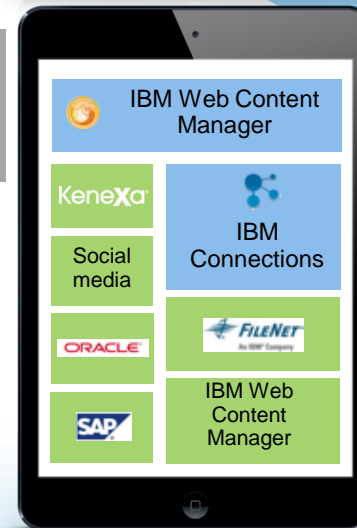 IBM Web Content
Manager
Kenexa
IBM
Connections
Social
media
ORACLE
FILENET
An IBM Company
SAP
IBM Web
Content
Manager